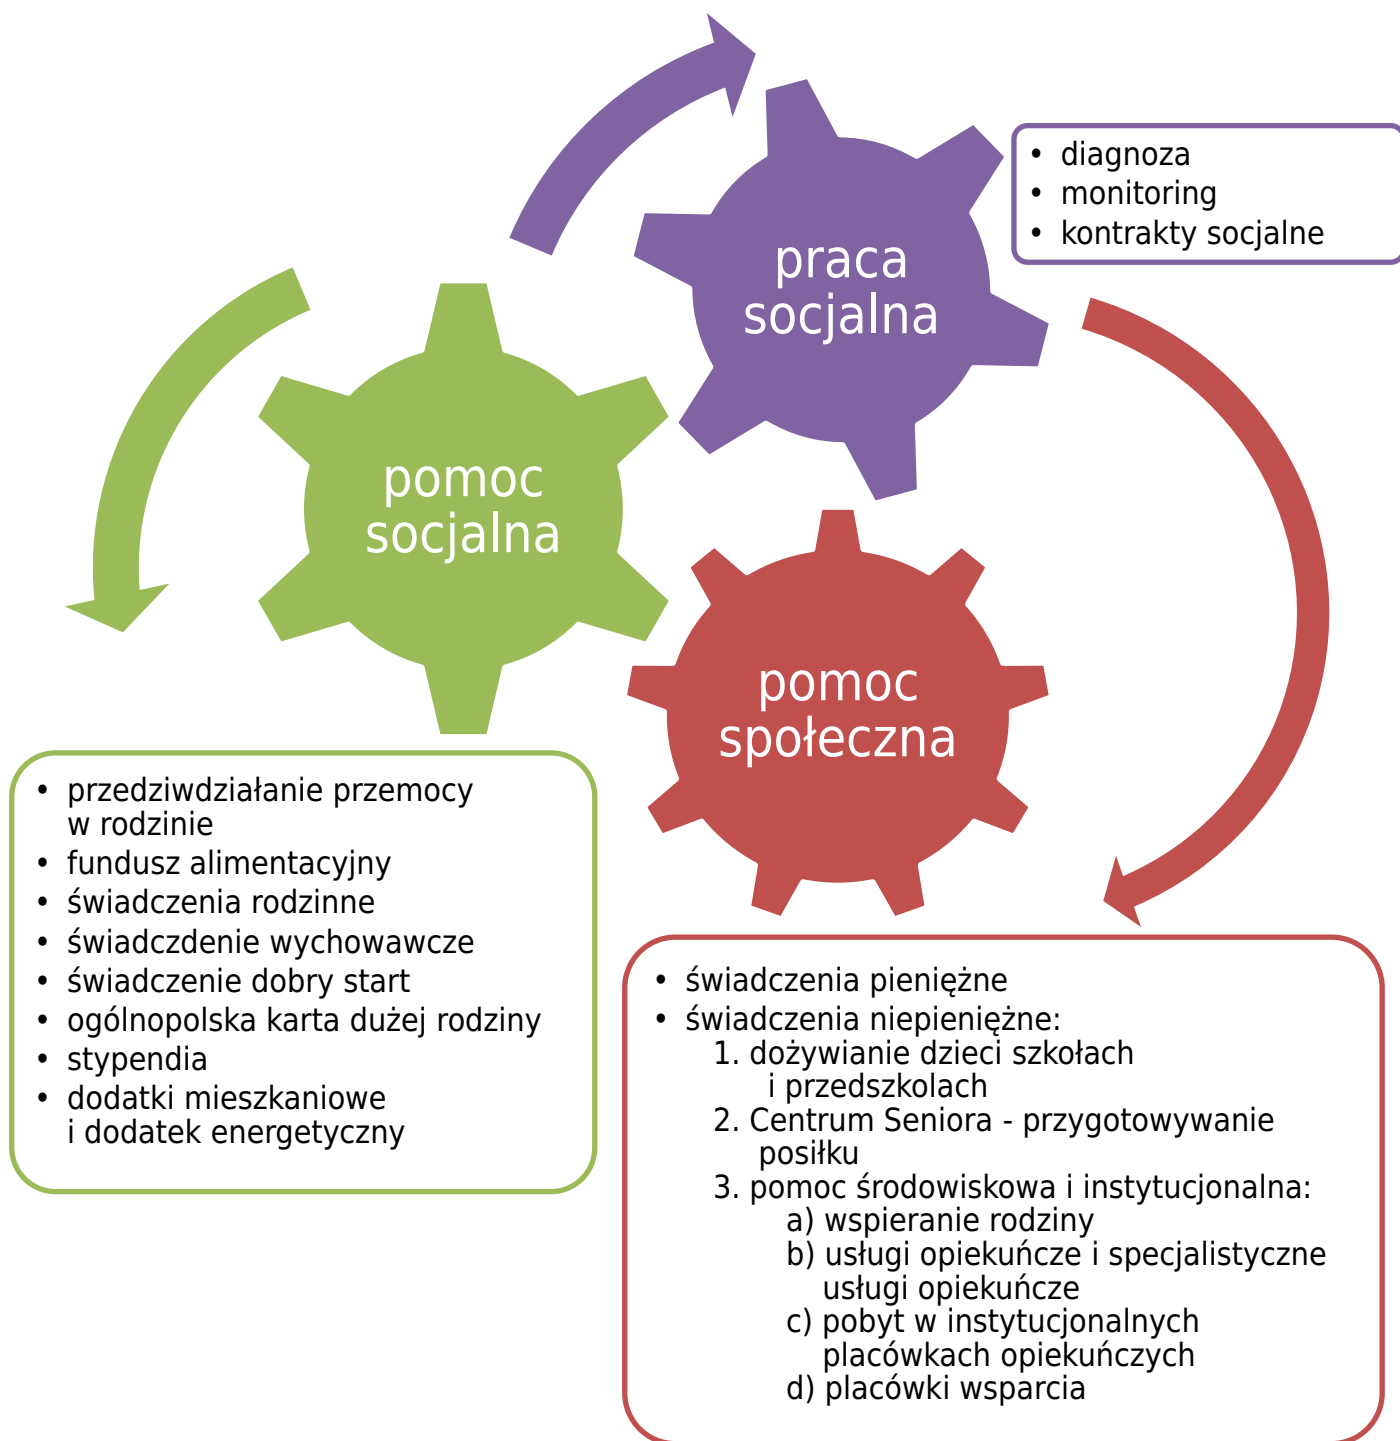 praca
socjalna
• diagnoza
• monitoring
• kontrakty socjalne
pomoc
socjalna
pomoc
społeczna
• przedziwdziałanie przemocy
w rodzinie
• fundusz alimentacyjny
• świadczenia rodzinne
• świadczdenie wychowawcze
• świadczenie dobry start
• ogólnopolska karta dużej rodziny
• stypendia
• dodatki mieszkaniowe
i dodatek energetyczny
• świadczenia pieniężne
• świadczenia niepieniężne:
1. dożywianie dzieci szkołach
i przedszkolach
2. Centrum Seniora - przygotowywanie
posiłku
3. pomoc środowiskowa i instytucjonalna:
a) wspieranie rodziny
b) usługi opiekuńcze i specjalistyczne
usługi opiekuńcze
c) pobyt w instytucjonalnych
placówkach opiekuńczych
d) placówki wsparcia